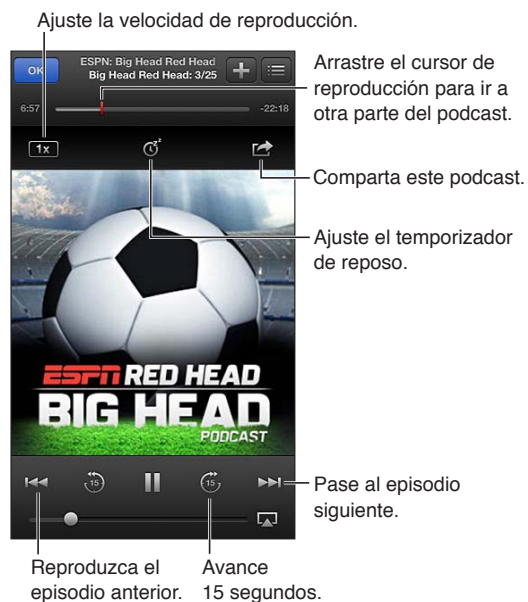 Ajuste la velocidad de reproducción.
OK
ESPN: Big Head Red Head
Big Head Red Head: 3/25
6:57
-22:18
Arrastre el cursor de
reproducción para ir a
otra parte del podcast.
1x
Comparta este podcast.
Ajuste el temporizador
de reposo.
ESPN RED HEAD
BIG HEAD
PODCAST
15
15
Pase al episodio
siguiente.
Reproduzca el
episodio anterior.
Avance
15 segundos.